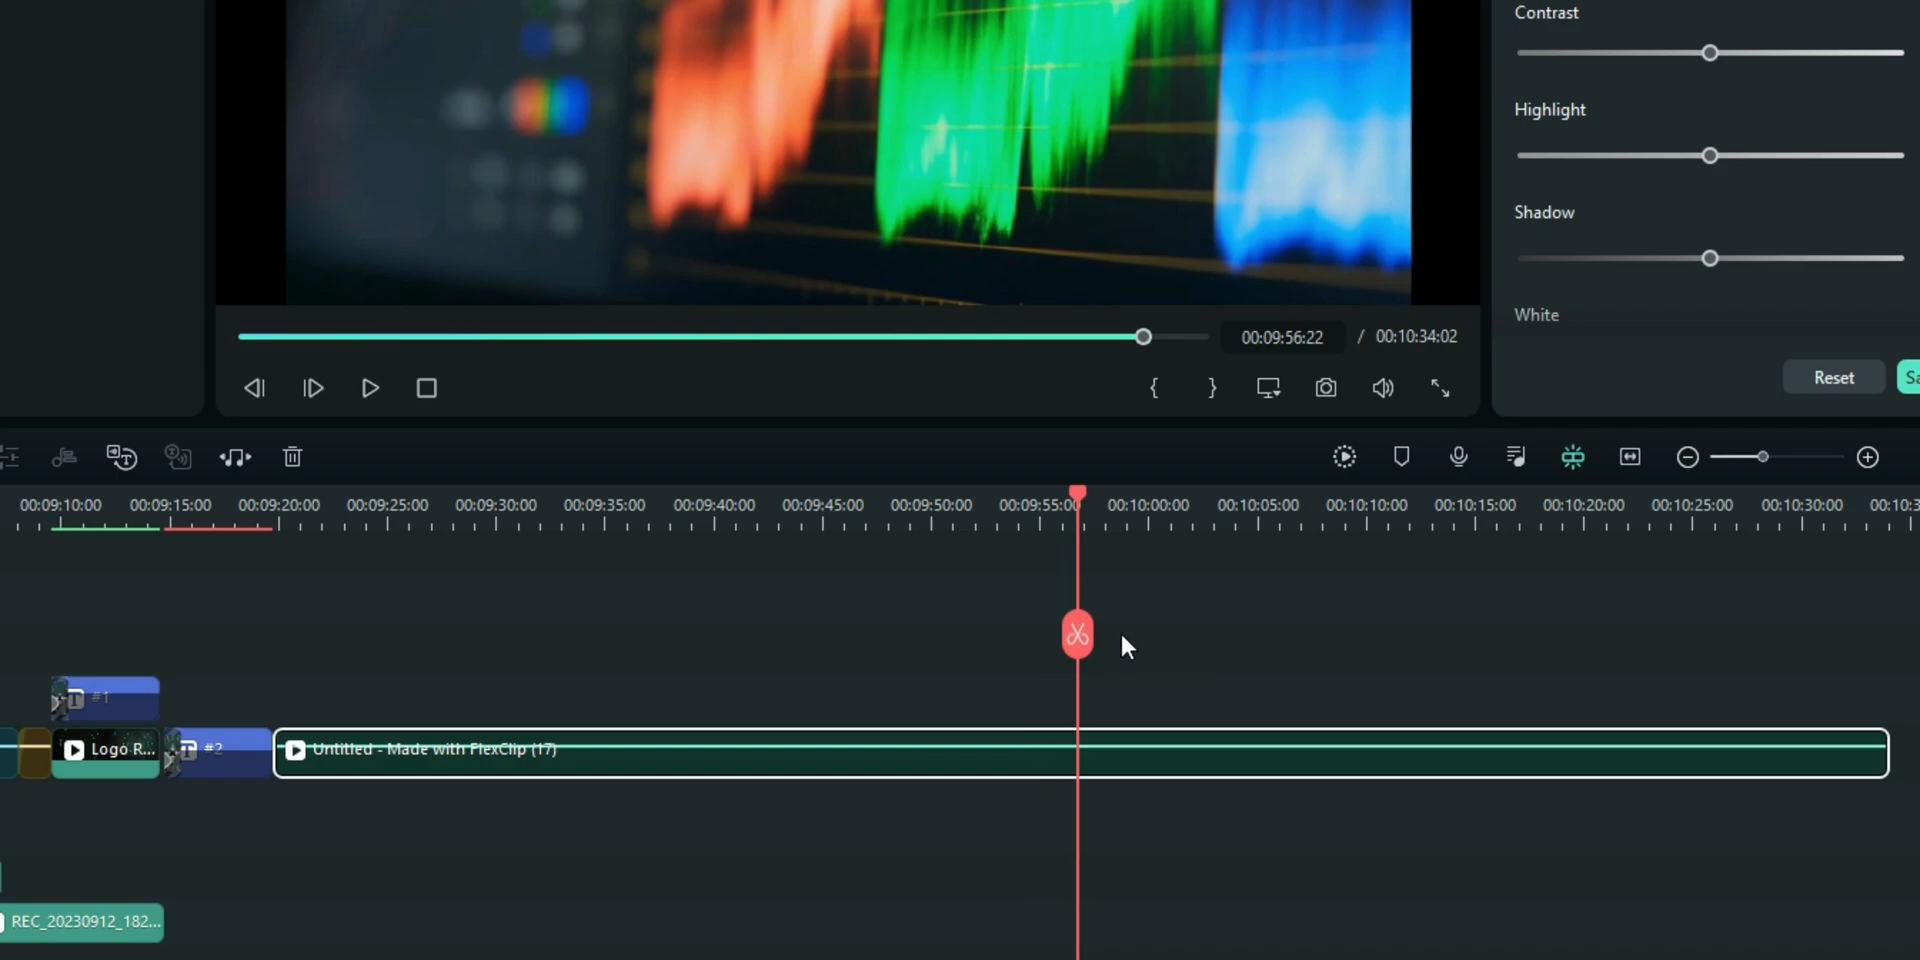 Contrast
Highlight
Shadow
White
00:09:56:22 / 00:10:34:02
Reset
00:09:10:00 00:09:15:00 00:09:20:00 00:09:25:00 00:09:30:00 00:09:35:00 00:09:40:00 00:09:45:00 00:09:50:00 00:09:55:00 00:10:00:00 00:10:05:00 00:10:10:00 00:10:15:00 00:10:20:00 00:10:25:00 00:10:30:00 00:10:3
#1
Logo R... #2 Untitled - Made with FlexClip (17)
REC_20230912_182...